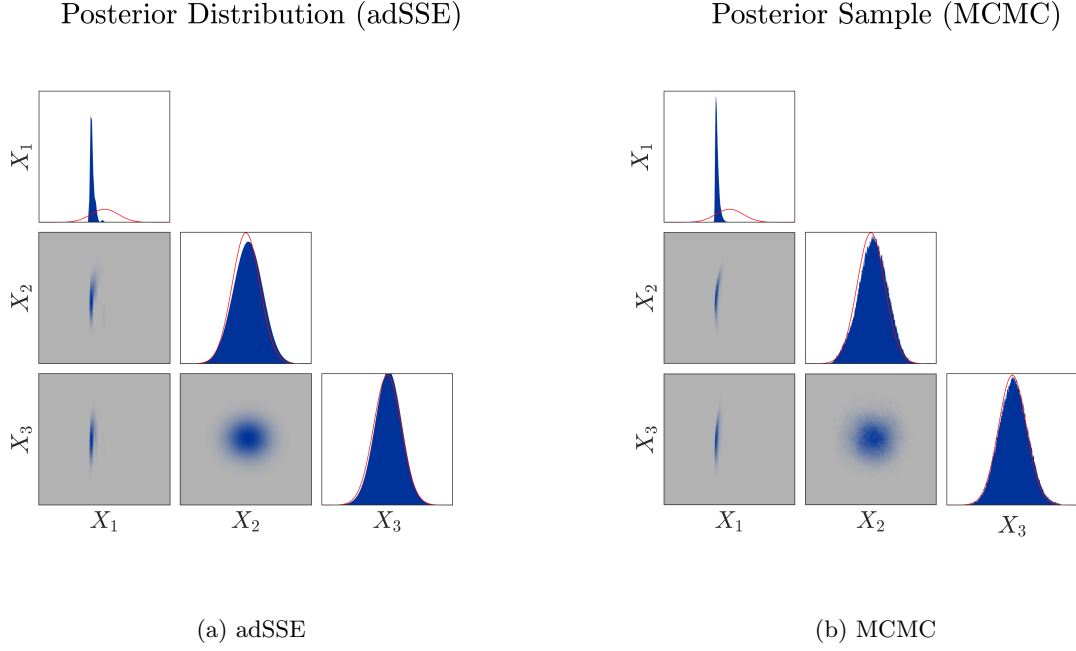 Posterior Distribution (adSSE)
X₁
X₂
X₃
X₁ X₂ X₃
(a) adSSE
Posterior Sample (MCMC)
X₁
X₂
X₃
X₁ X₂ X₃
(b) MCMC